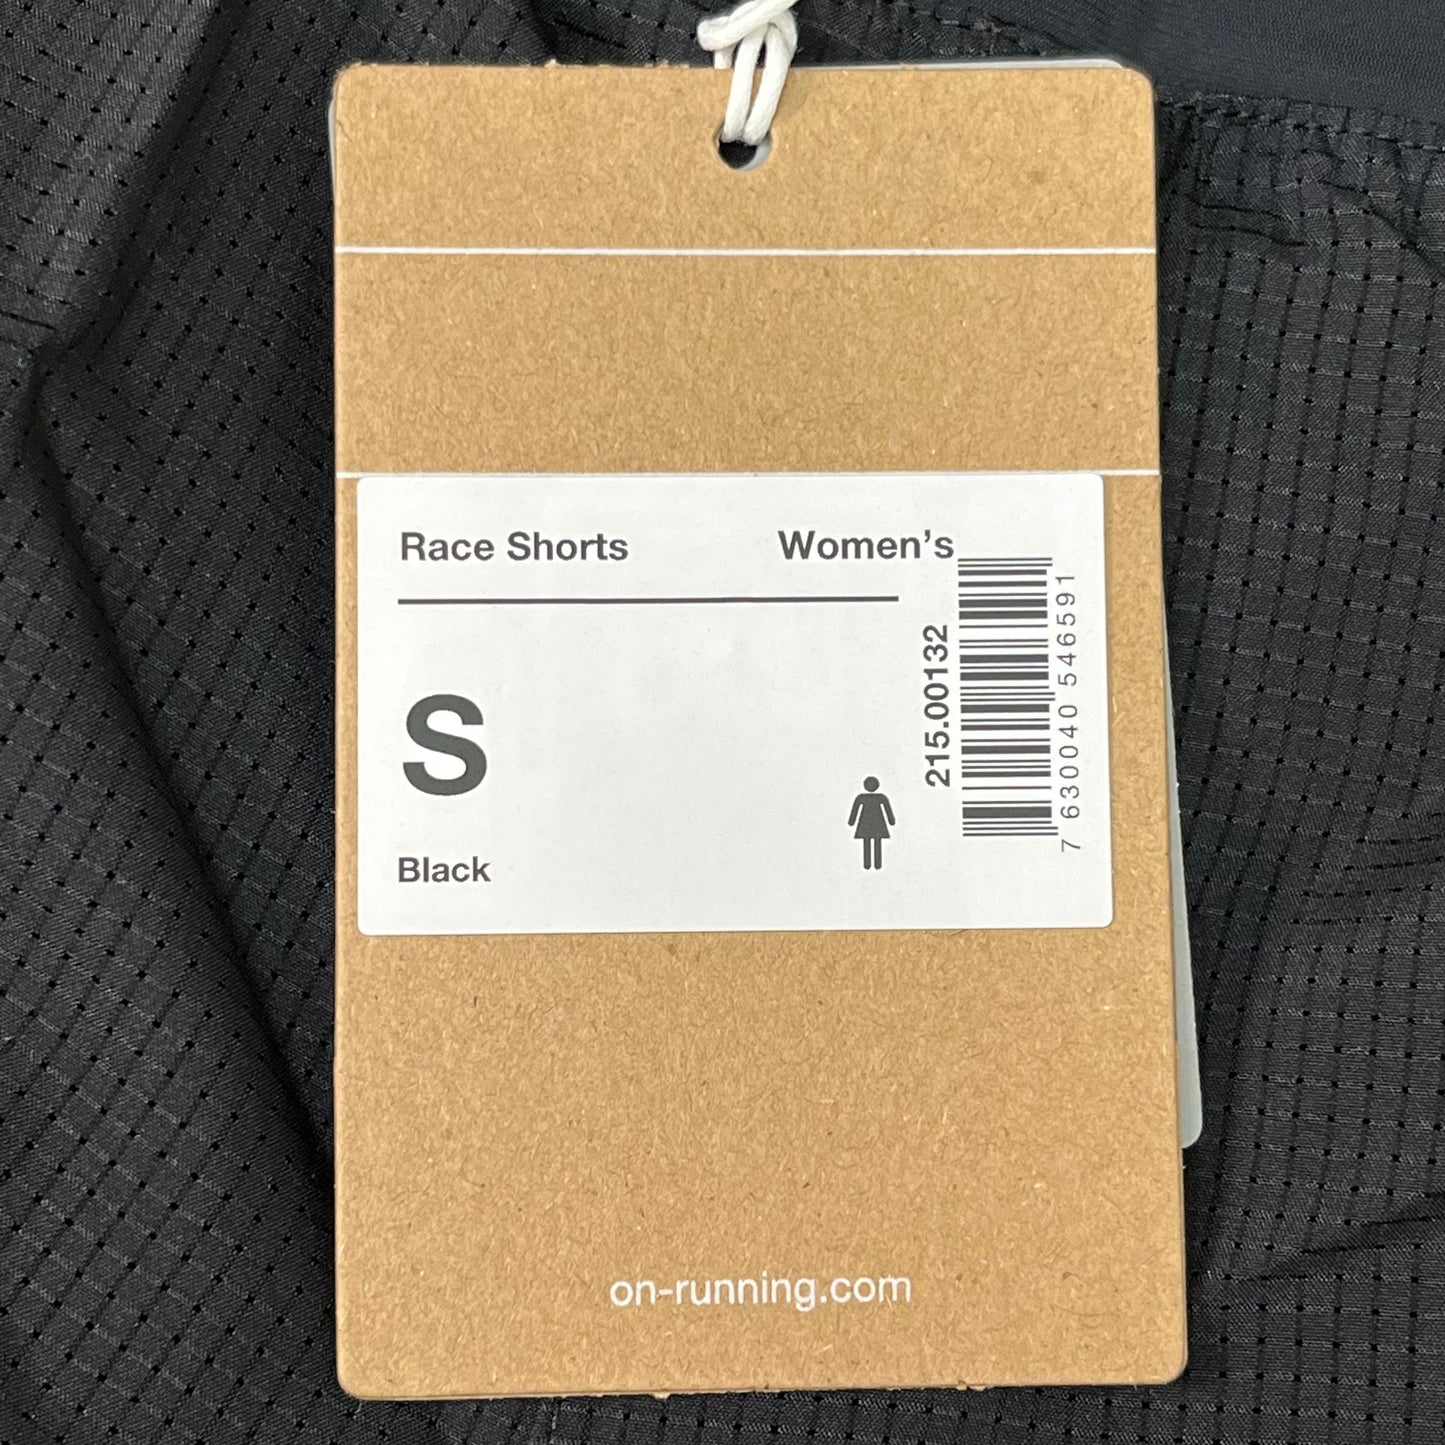 Race Shorts Women’s
S
Black
215.00132
7 630040 546591
on-running.com